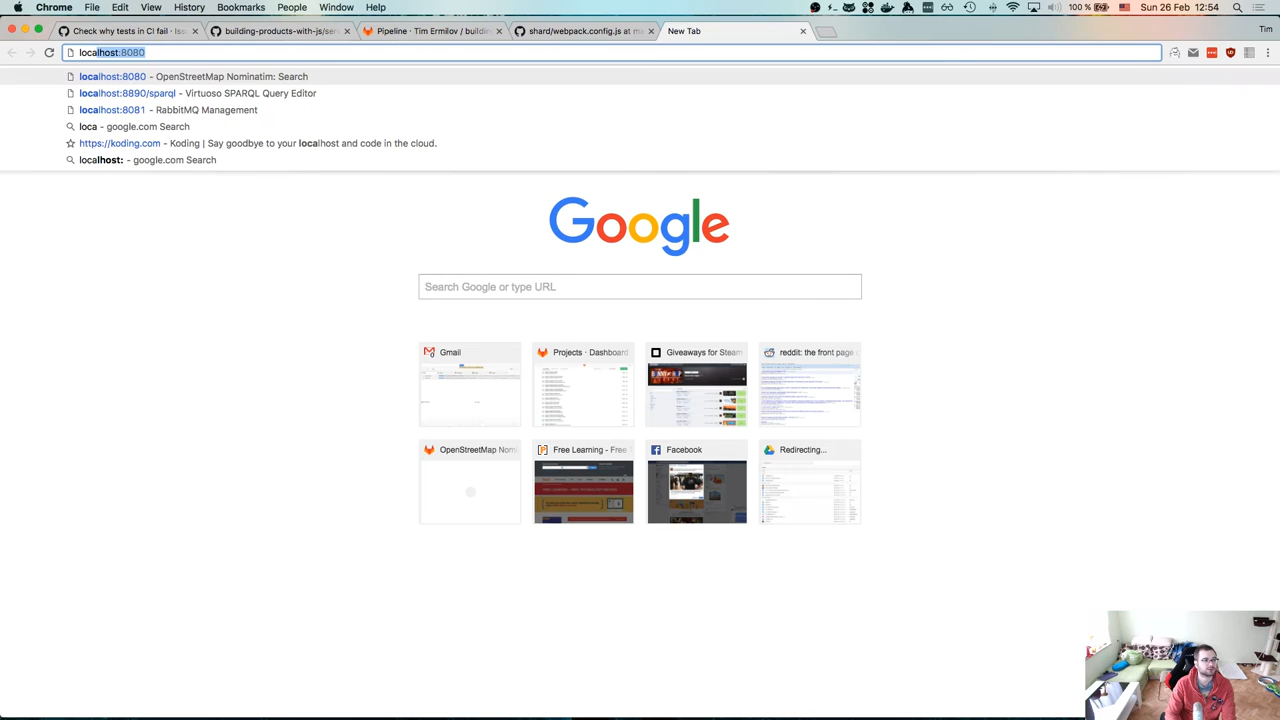 Chrome File Edit View History Bookmarks People Window Help 100 % Sun 26 Feb 12:54
Check why tests in CI fail · Issu building-products-with-js/ser Pipeline · Tim Ermilov / buildin shard/webpack.config.js at m New Tab
localhost:8080
localhost:8080 - OpenStreetMap Nominatim: Search
localhost:8890/sparql - Virtuoso SPARQL Query Editor
localhost:8081 - RabbitMQ Management
loca - google.com Search
https://koding.com - Koding | Say goodbye to your localhost and code in the cloud.
localhost: - google.com Search
Google
Search Google or type URL
Gmail Projects · Dashboard Giveaways for Steam reddit: the front page o
OpenStreetMap Nomi Free Learning - Free Facebook Redirecting...